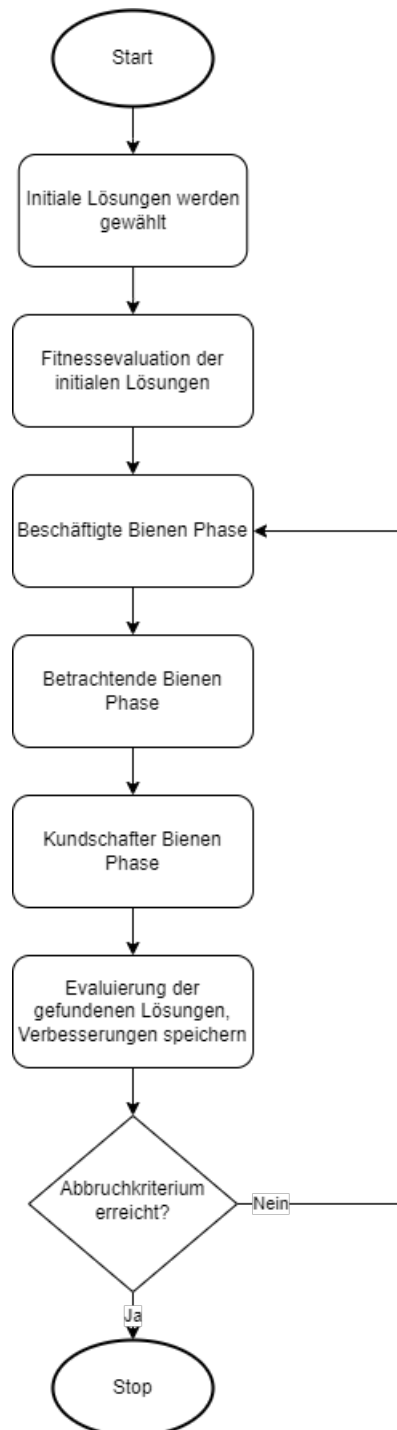 Start
Initiale Lösungen werden
gewählt
Fitnessevaluation der
initialen Lösungen
Beschäftigte Bienen Phase
Betrachtende Bienen
Phase
Kundschafter Bienen
Phase
Evaluierung der
gefundenen Lösungen,
Verbesserungen speichern
Abbruchkriterium
erreicht?
Nein
Ja
Stop